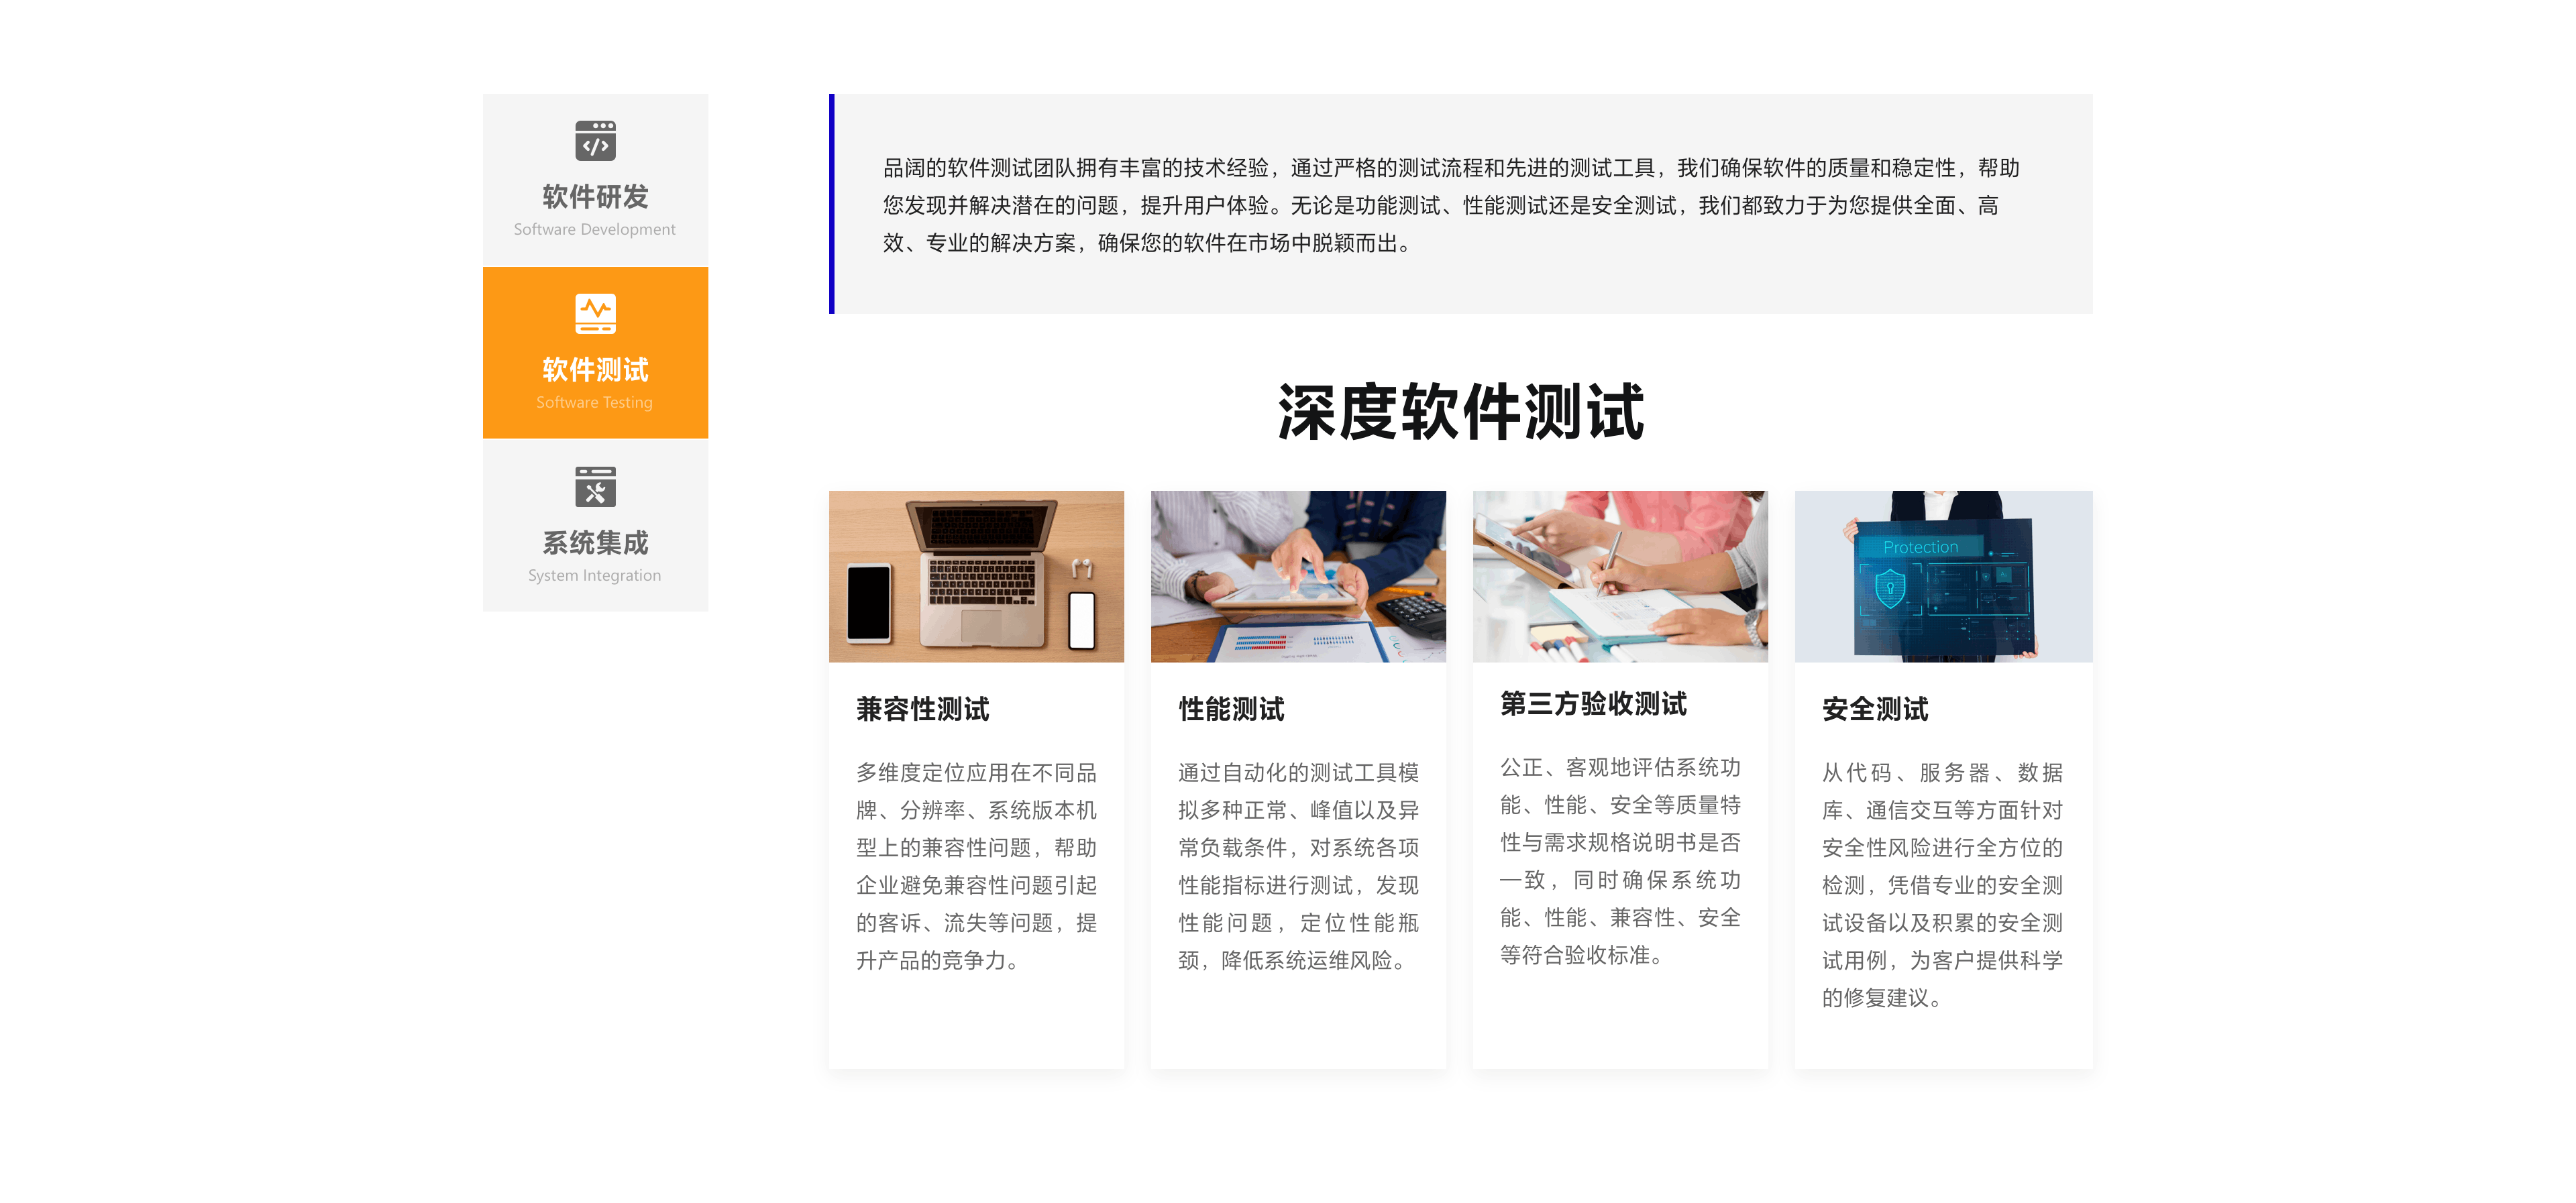 软件研发
Software Development
软件测试
Software Testing
系统集成
System Integration
品阔的软件测试团队拥有丰富的技术经验，通过严格的测试流程和先进的测试工具，我们确保软件的质量和稳定性，帮助
您发现并解决潜在的问题，提升用户体验。无论是功能测试、性能测试还是安全测试，我们都致力于为您提供全面、高
效、专业的解决方案，确保您的软件在市场中脱颖而出。
深度软件测试
兼容性测试
多维度定位应用在不同品
牌、分辨率、系统版本机
型上的兼容性问题，帮助
企业避免兼容性问题引起
的客诉、流失等问题，提
升产品的竞争力。
性能测试
通过自动化的测试工具模
拟多种正常、峰值以及异
常负载条件，对系统各项
性能指标进行测试，发现
性能问题，定位性能瓶
颈，降低系统运维风险。
第三方验收测试
公正、客观地评估系统功
能、性能、安全等质量特
性与需求规格说明书是否
一致，同时确保系统功
能、性能、兼容性、安全
等符合验收标准。
Protection
安全测试
从代码、服务器、数据
库、通信交互等方面针对
安全性风险进行全方位的
检测，凭借专业的安全测
试设备以及积累的安全测
试用例，为客户提供科学
的修复建议。